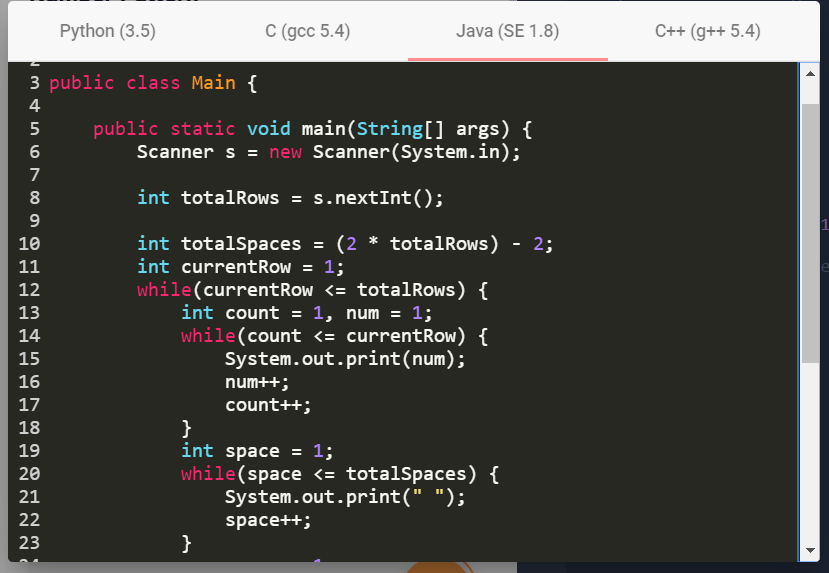 Python (3.5) C (gcc 5.4) Java (SE 1.8) C++ (g++ 5.4)
2
3 public class Main {
4
5     public static void main(String[] args) {
6         Scanner s = new Scanner(System.in);
7
8         int totalRows = s.nextInt();
9
10         int totalSpaces = (2 * totalRows) - 2;
11         int currentRow = 1;
12         while(currentRow <= totalRows) {
13             int count = 1, num = 1;
14             while(count <= currentRow) {
15                 System.out.print(num);
16                 num++;
17                 count++;
18             }
19             int space = 1;
20             while(space <= totalSpaces) {
21                 System.out.print(" ");
22                 space++;
23             }